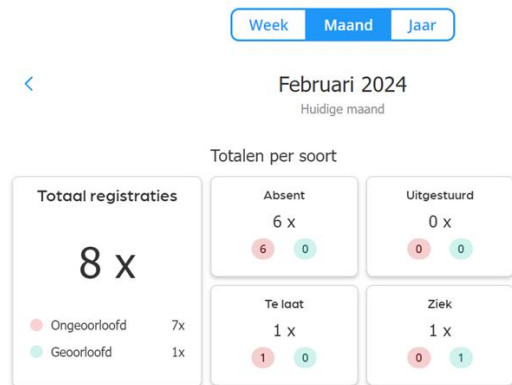 Week Maand Jaar
Februari 2024
Huidige maand
Totalen per soort
Totaal registraties
8 x
Ongeoorloofd 7x
Geoorloofd 1x
Absent
6 x
6 0
Uitgestuurd
0 x
0 0
Te laat
1 x
1 0
Ziek
1 x
0 1